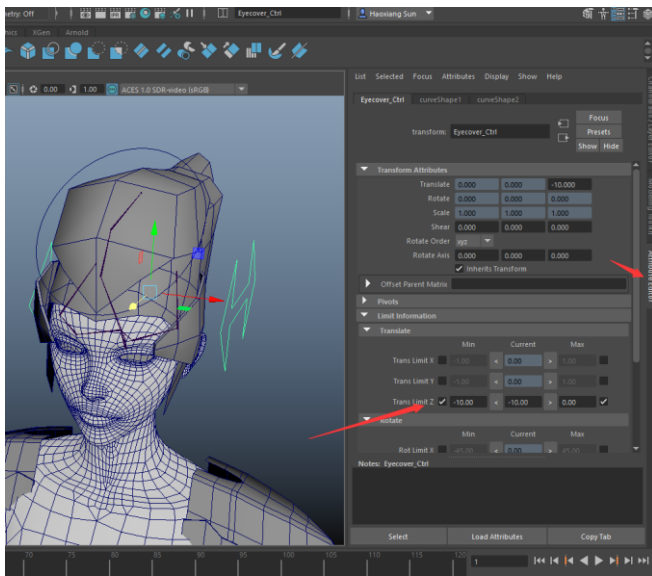 metry: Off Eyecover_Ctrl Haoxiang Sun
XGen Arnold
0.00 1.00 ACES 1.0 SDR-video (sRGB)
List Selected Focus Attributes Display Show Help
Eyecover_Ctrl curveShape1 curveShape2
Focus
transform: Eyecover_Ctrl Presets
Show Hide
Transform Attributes
Translate 0.000 0.000 -10.000
Rotate 0.000 0.000 0.000
Scale 1.000 1.000 1.000
Shear 0.000 0.000 0.000
Rotate Order xyz
Rotate Axis 0.000 0.000 0.000
Inherits Transform
Offset Parent Matrix
Pivots
Limit Information
Translate
Min Current Max
Trans Limit X -1.00 < 0.00 > 1.00
Trans Limit Y -1.00 < 0.00 > 1.00
Trans Limit Z -10.00 < -10.00 > 0.00
Rotate
Min Current Max
Rot Limit X -45.00 < 0.00 > 45.00
Notes: Eyecover_Ctrl
Select Load Attributes Copy Tab
70 75 80 85 90 95 100 105 110 115 120 1
Attribute Editor